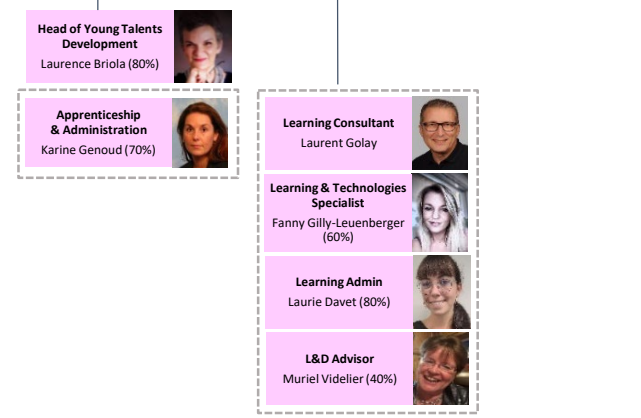 Head of Young Talents
Development
Laurence Briola (80%)
Apprenticeship
& Administration
Karine Genoud (70%)
Learning Consultant
Laurent Golay
Learning & Technologies
Specialist
Fanny Gilly-Leuenberger
(60%)
Learning Admin
Laurie Davet (80%)
L&D Advisor
Muriel Videlier (40%)